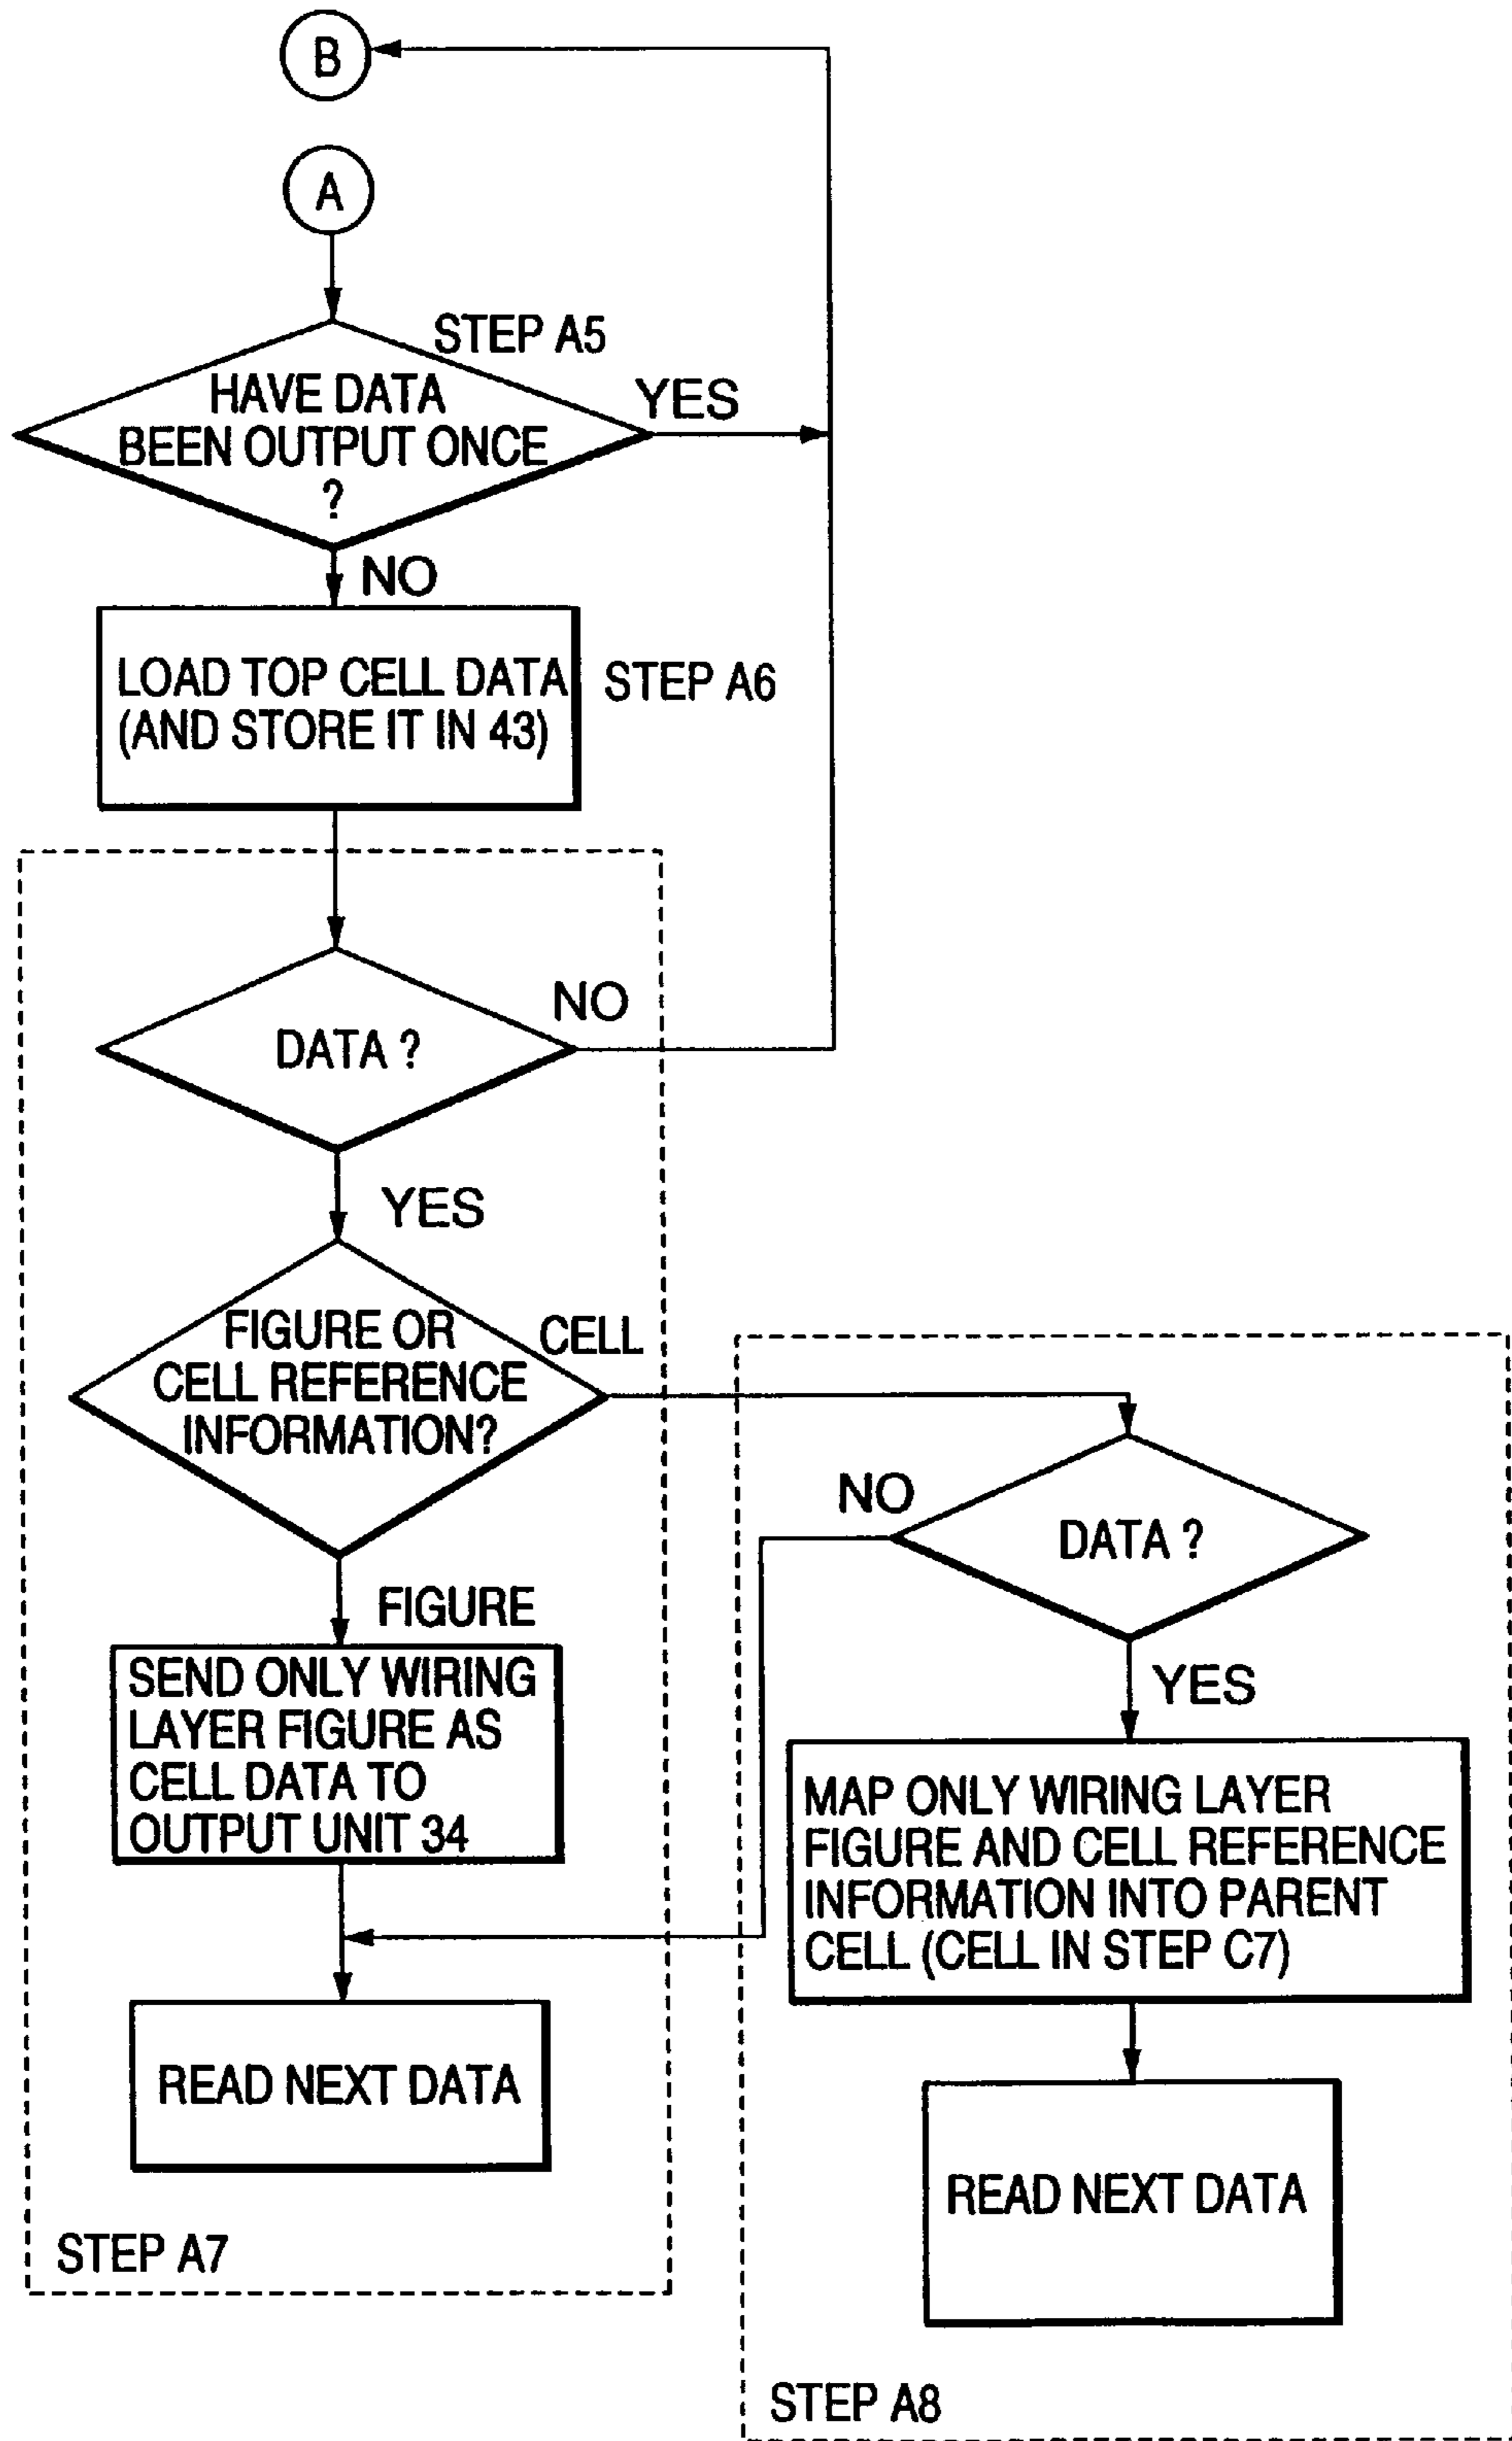 B
A
STEP A5
HAVE DATA
BEEN OUTPUT ONCE
?
YES
NO
LOAD TOP CELL DATA
(AND STORE IT IN 43)
STEP A6
DATA ?
NO
YES
FIGURE OR
CELL REFERENCE
INFORMATION?
CELL
FIGURE
SEND ONLY WIRING
LAYER FIGURE AS
CELL DATA TO
OUTPUT UNIT 34
READ NEXT DATA
STEP A7
NO
DATA ?
YES
MAP ONLY WIRING LAYER
FIGURE AND CELL REFERENCE
INFORMATION INTO PARENT
CELL (CELL IN STEP C7)
READ NEXT DATA
STEP A8